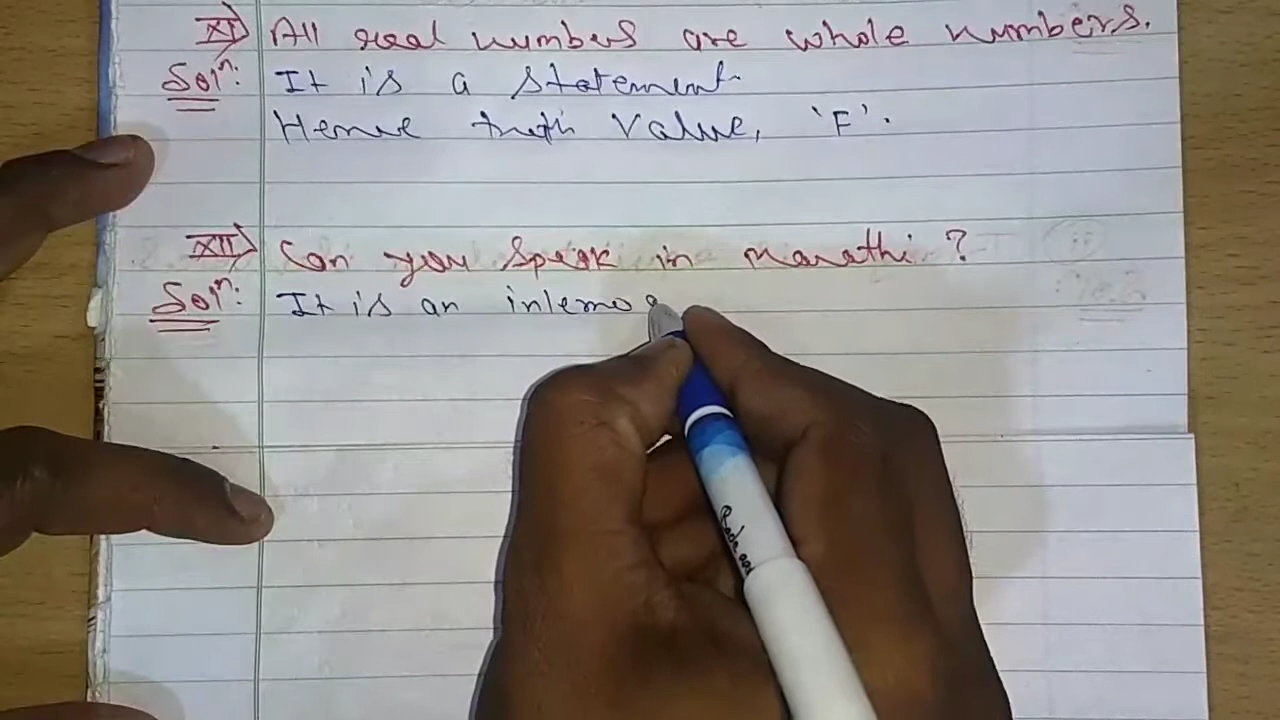 XI) All real numbers are whole numbers.
Solⁿ: It is a statement
Hence truth value, 'F'.
XII) Can you speak in marathi ?
Solⁿ: It is an interro